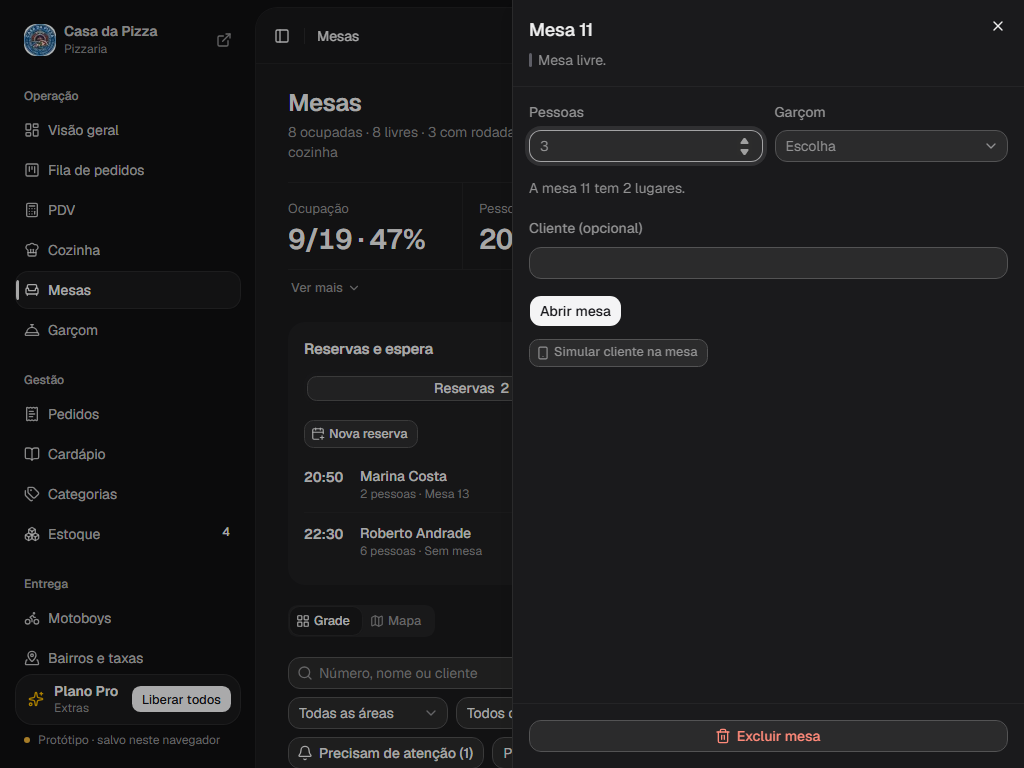 Casa da Pizza
Pizzaria
Operação
Visão geral
Fila de pedidos
PDV
Cozinha
Mesas
Garçom
Gestão
Pedidos
Cardápio
Categorias
Estoque 4
Entrega
Motoboys
Bairros e taxas
Plano Pro
Extras
Liberar todos
Protótipo · salvo neste navegador
Mesas
Mesas
8 ocupadas · 8 livres · 3 com rodada
cozinha
Ocupação
9/19 · 47%
20
Ver mais
Reservas e espera
Reservas 2
Nova reserva
20:50 Marina Costa
2 pessoas · Mesa 13
22:30 Roberto Andrade
6 pessoas · Sem mesa
Grade Mapa
Número, nome ou cliente
Todas as áreas
Todos
Precisam de atenção (1)
Mesa 11
Mesa livre.
Pessoas Garçom
3 Escolha
A mesa 11 tem 2 lugares.
Cliente (opcional)
Abrir mesa
Simular cliente na mesa
Excluir mesa